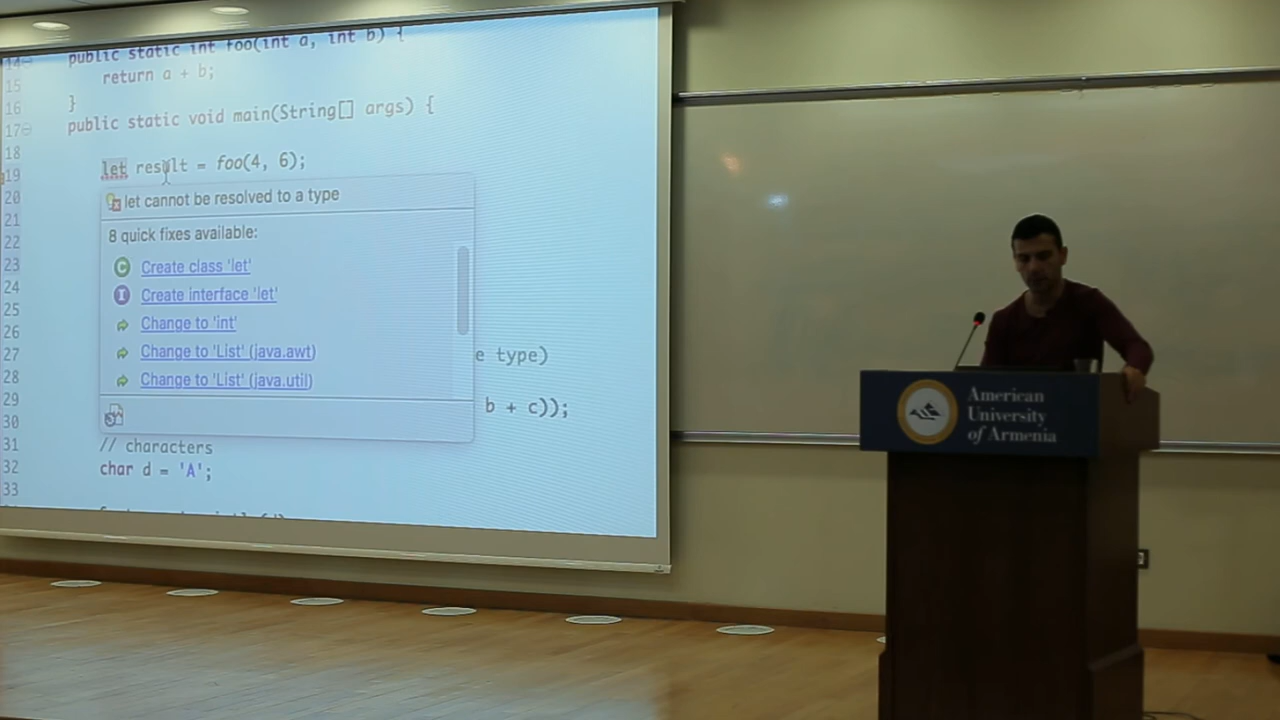 14 public static int foo(int a, int b) {
15 return a + b;
16 }
17 public static void main(String[] args) {
18
19 let result = foo(4, 6);
20
let cannot be resolved to a type
21
8 quick fixes available:
22
23 Create class 'let'
24 Create interface 'let'
25 Change to 'int'
26
27 Change to 'List' (java.awt) e type)
28 Change to 'List' (java.util)
29 b + c));
30
31 // characters
32 char d = 'A';
33
American
University
of Armenia